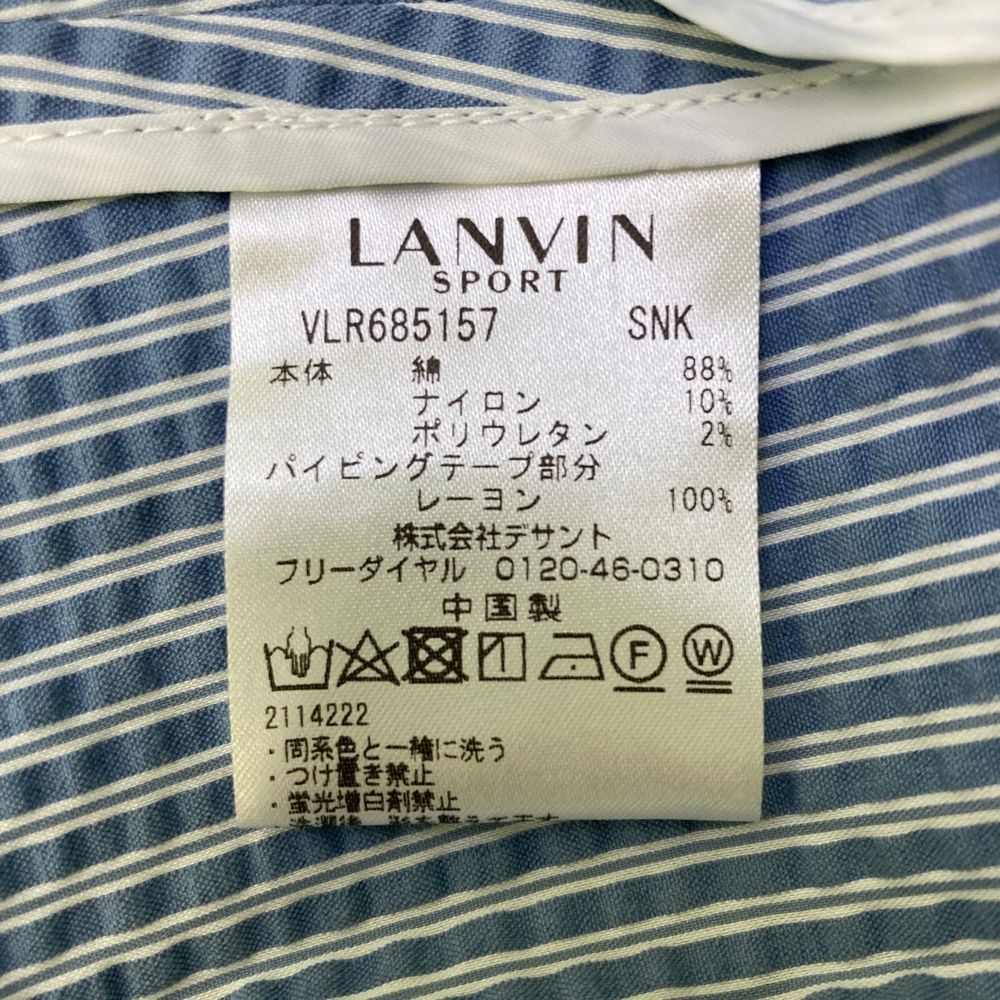 LANVIN
SPORT
VLR685157 SNK
本体 綿 88%
ナイロン 10%
ポリウレタン 2%
パイピングテープ部分
レーヨン 100%
株式会社デサント
フリーダイヤル 0120-46-0310
中国製
F W
2114222
・同系色と一緒に洗う
・つけ置き禁止
・蛍光増白剤禁止